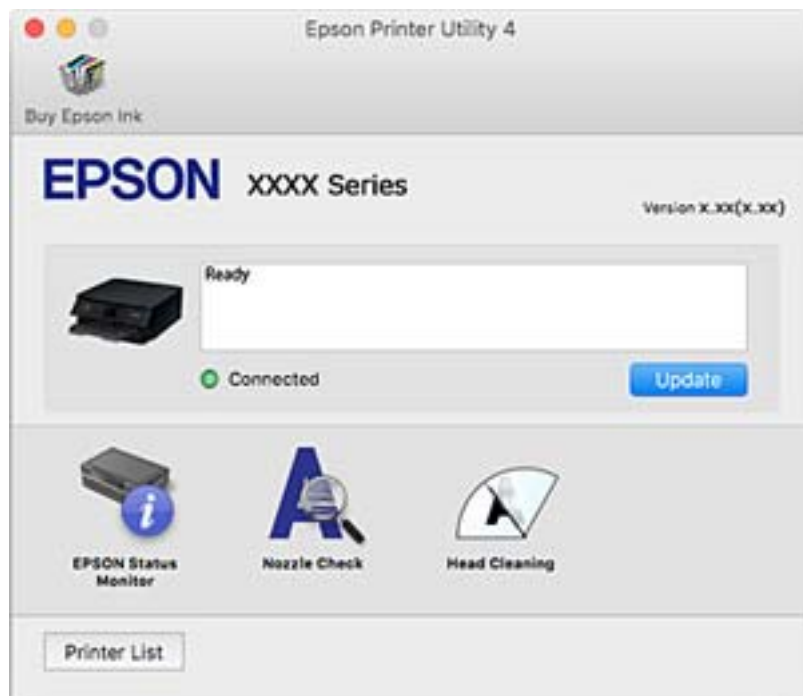 Epson Printer Utility 4
Buy Epson Ink
EPSON XXXX Series
Version X.XX(X.XX)
Ready
Connected
Update
EPSON Status
Monitor
Nozzle Check
Head Cleaning
Printer List